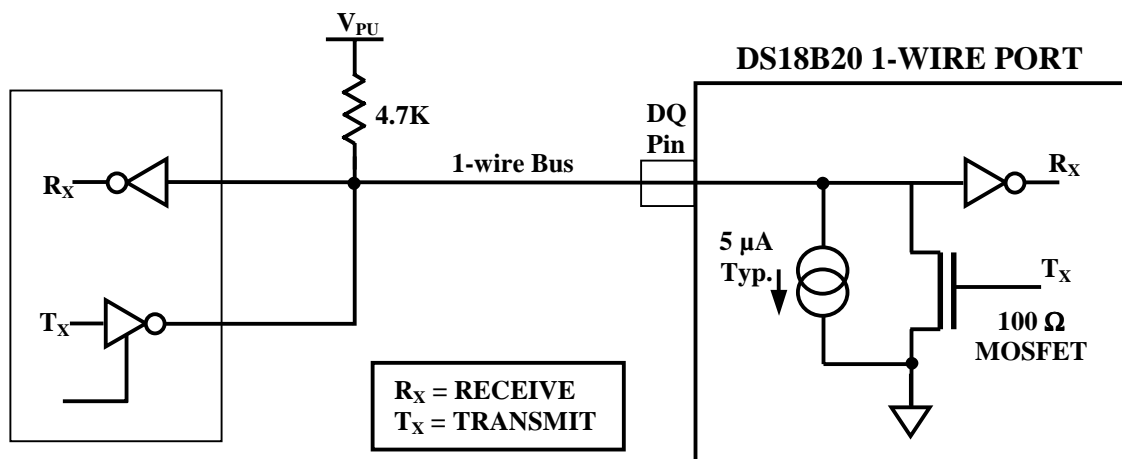 V_PU
DS18B20 1-WIRE PORT
4.7K
DQ
Pin
1-wire Bus
R_X
R_X
5 µA
Typ.
T_X
T_X
100 Ω
MOSFET
R_X = RECEIVE
T_X = TRANSMIT